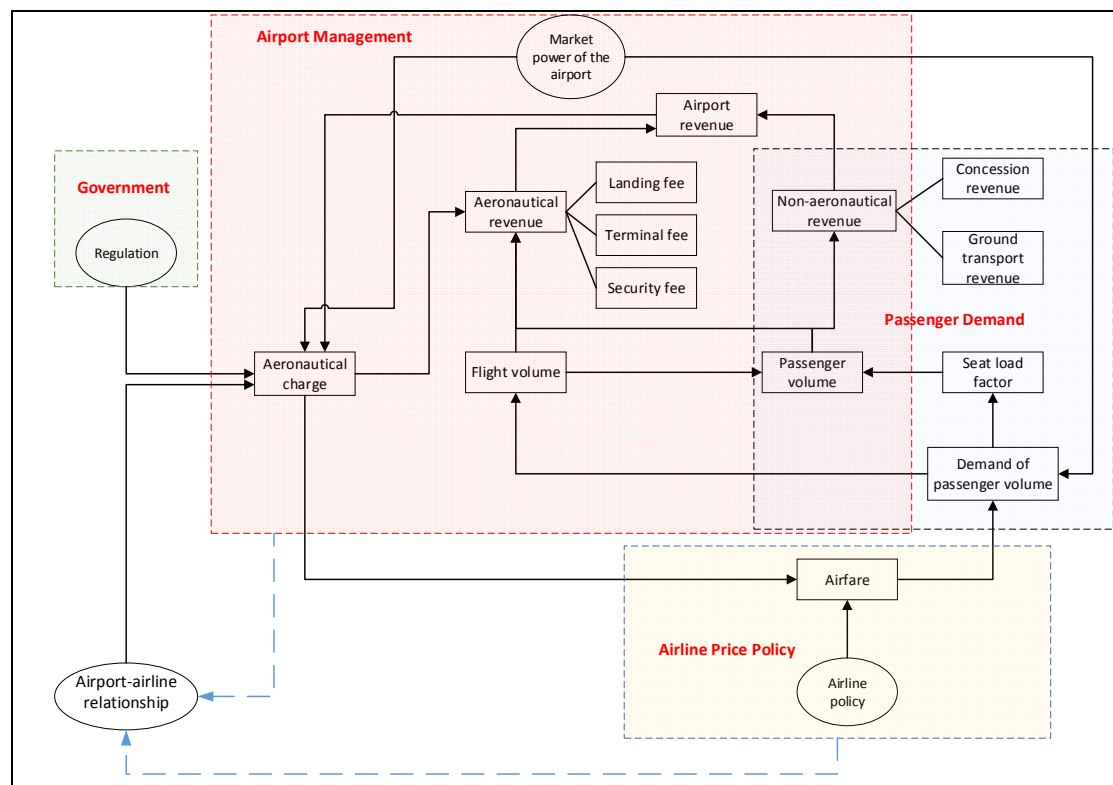 Airport Management
Market
power of the
airport
Airport
revenue
Government
Regulation
Aeronautical
revenue
Landing fee
Terminal fee
Security fee
Non-aeronautical
revenue
Concession
revenue
Ground
transport
revenue
Passenger Demand
Aeronautical
charge
Flight volume
Passenger
volume
Seat load
factor
Demand of
passenger volume
Airfare
Airline Price Policy
Airline
policy
Airport-airline
relationship